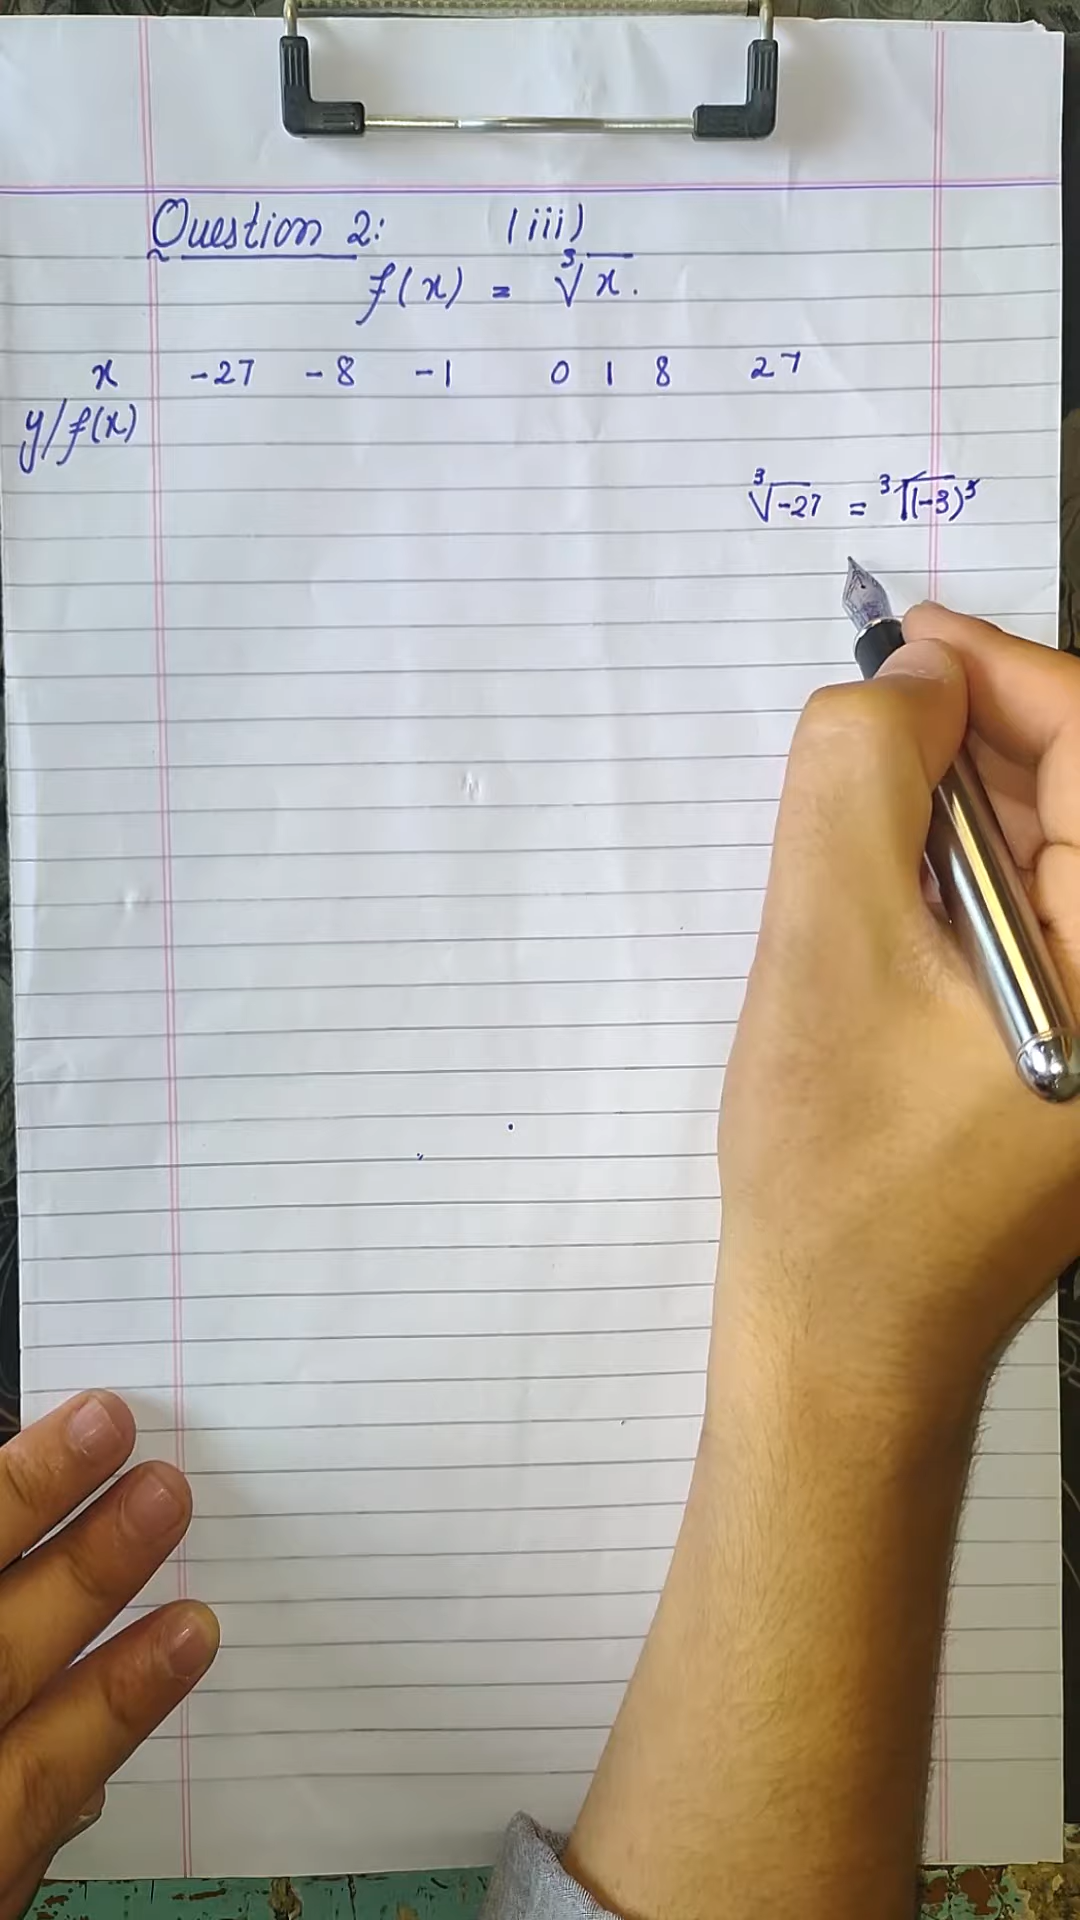 Question 2: (iii)
f(x) = ∛x.
x -27 -8 -1 0 1 8 27
y/f(x)
∛-27 = ∛(-3)³